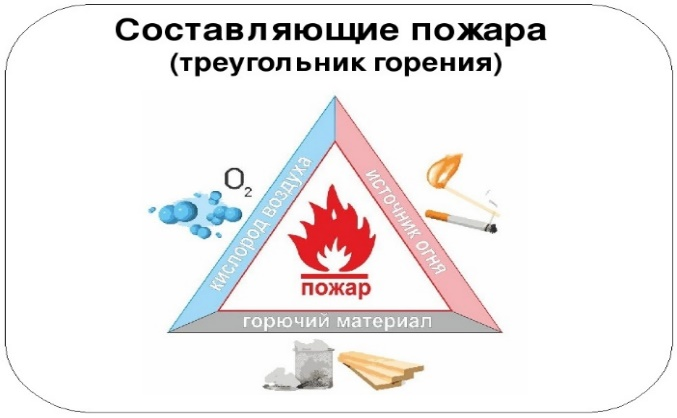 Составляющие пожара
(треугольник горения)
O₂
кислород воздуха
источник огня
пожар
горючий материал